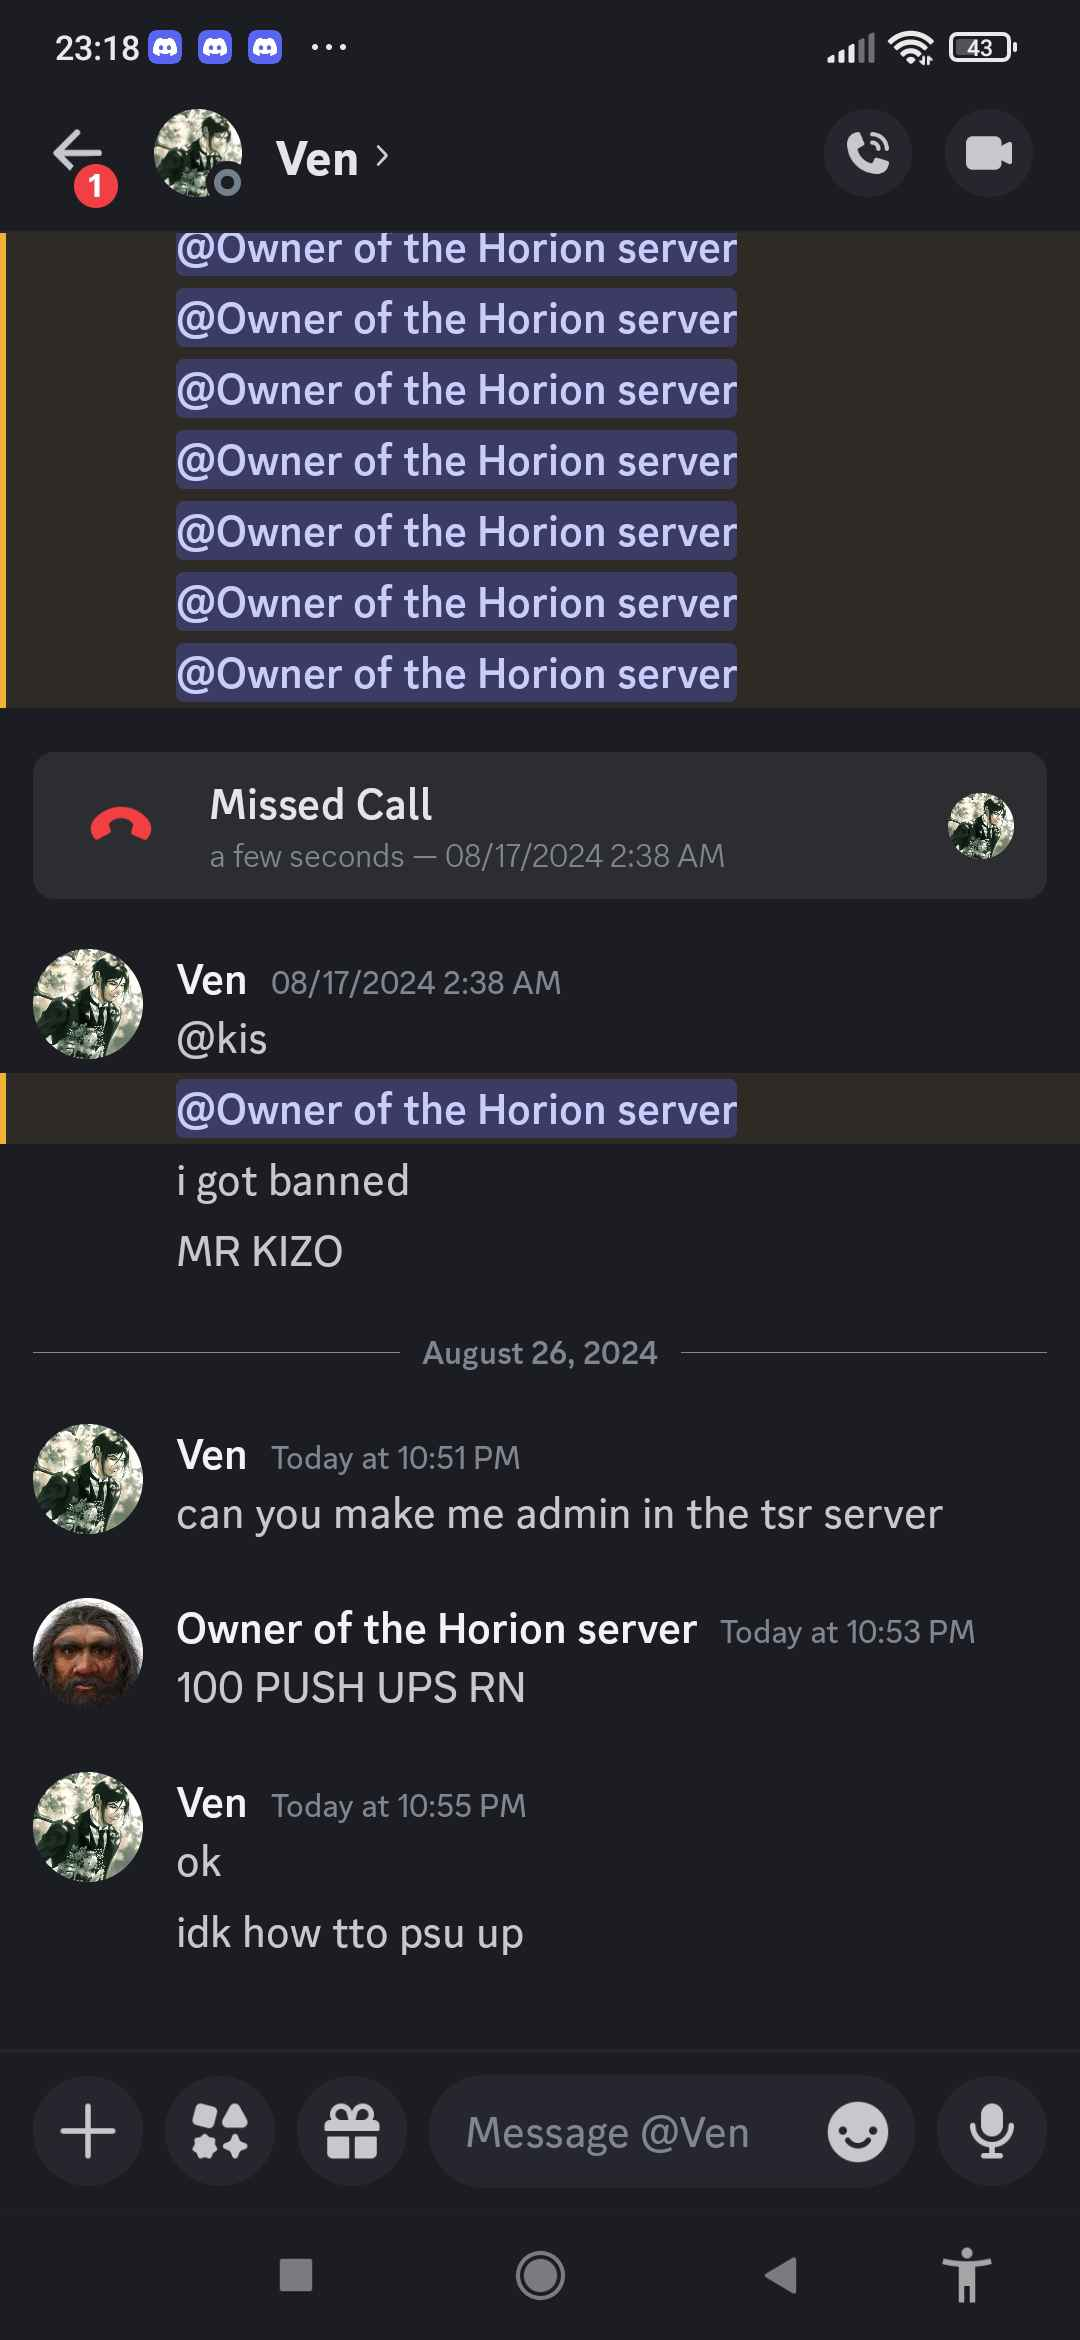 23:18
43
1
Ven
@Owner of the Horion server
@Owner of the Horion server
@Owner of the Horion server
@Owner of the Horion server
@Owner of the Horion server
@Owner of the Horion server
@Owner of the Horion server
Missed Call
a few seconds — 08/17/2024 2:38 AM
Ven 08/17/2024 2:38 AM
@kis
@Owner of the Horion server
i got banned
MR KIZO
August 26, 2024
Ven Today at 10:51 PM
can you make me admin in the tsr server
Owner of the Horion server Today at 10:53 PM
100 PUSH UPS RN
Ven Today at 10:55 PM
ok
idk how tto psu up
Message @Ven